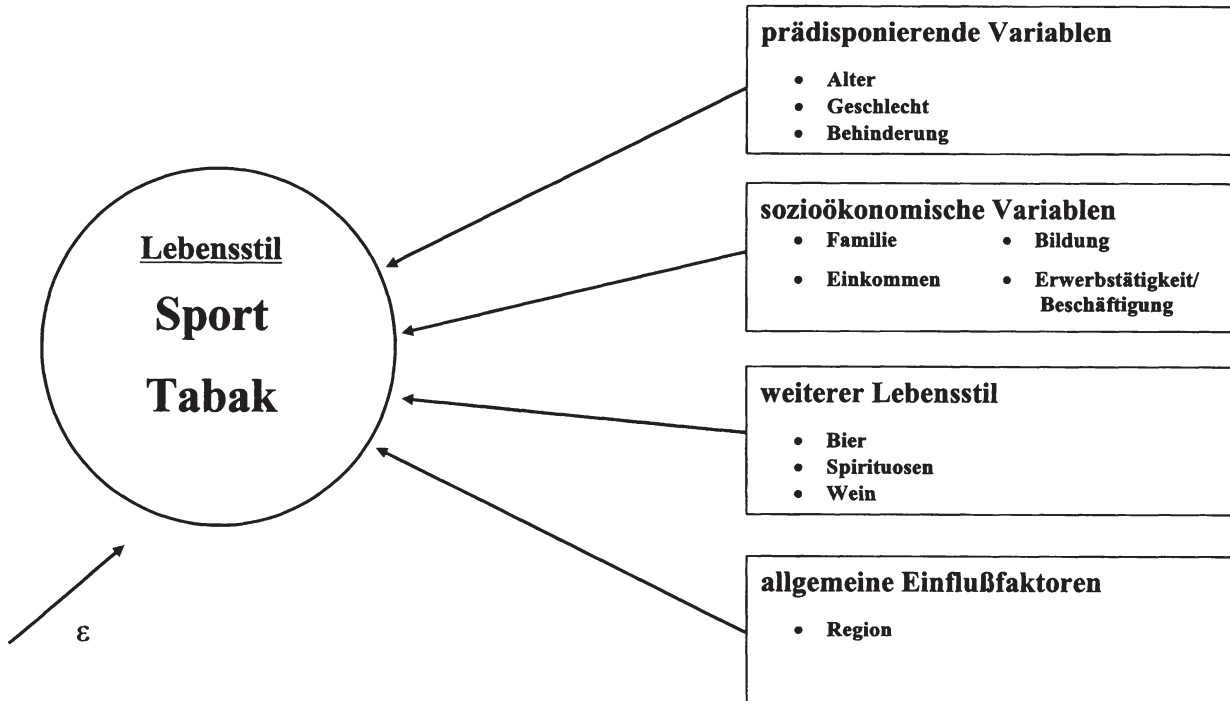 Lebensstil
Sport
Tabak
ε
prädisponierende Variablen
• Alter
• Geschlecht
• Behinderung
sozioökonomische Variablen
• Familie
• Bildung
• Einkommen
• Erwerbstätigkeit/
Beschäftigung
weiterer Lebensstil
• Bier
• Spirituosen
• Wein
allgemeine Einflußfaktoren
• Region